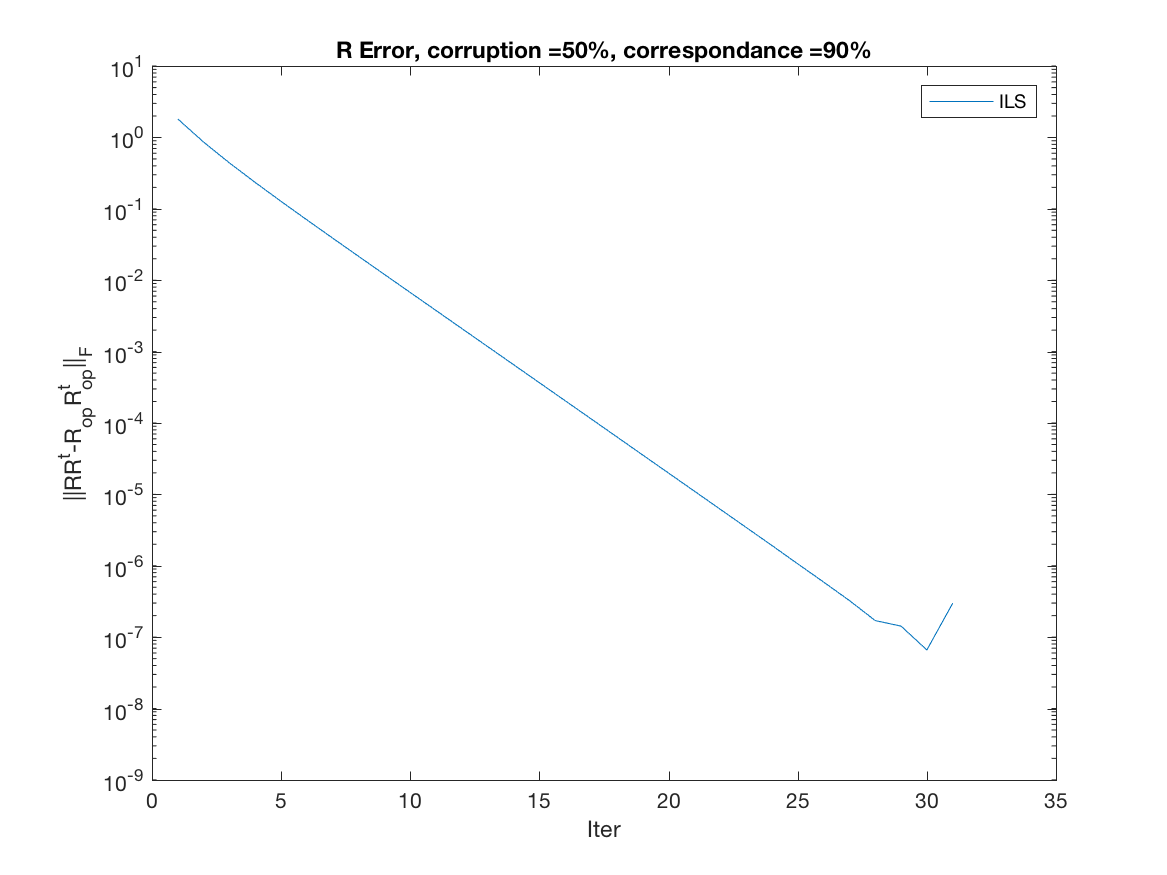 R Error, corruption =50%, correspondance =90%
ILS
10^1
10^0
10^-1
10^-2
10^-3
10^-4
10^-5
10^-6
10^-7
10^-8
10^-9
||RR^t-R_op R^t_op||_F
0 5 10 15 20 25 30 35
Iter